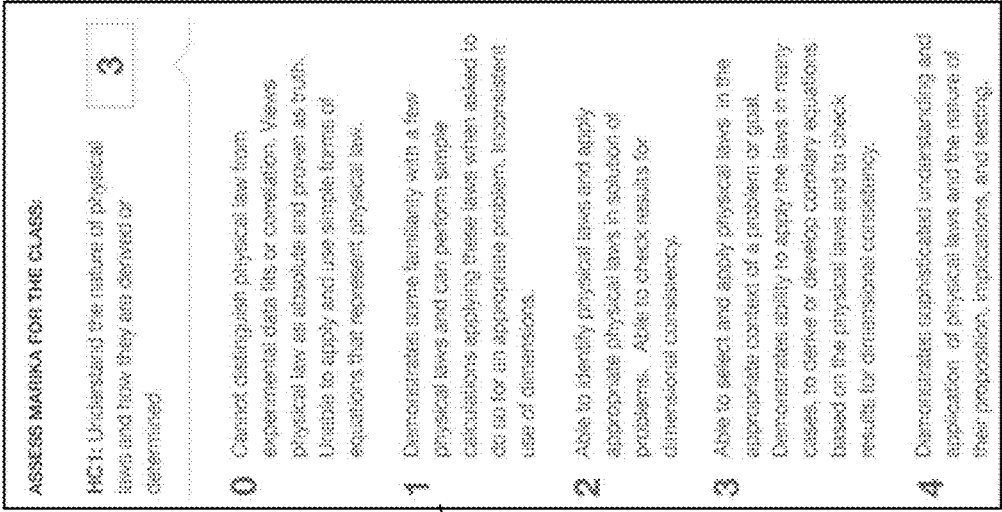 ASSESS MARIKA FOR THE CLASS:
HC1: Understand the nature of physical
laws and how they are derived or
determined.
3
0 Cannot distinguish physical law from
experimental data fits or correlation. Views
physical law as absolute and proven as truth.
Unable to apply and use simple forms of
equations that represent physical law.
1 Demonstrates some familiarity with a few
physical laws and can perform simple
calculations applying these laws when asked to
do so for an appropriate problem. Inconsistent
use of dimensions.
2 Able to identify physical laws and apply
appropriate physical laws in solution of
problems. Able to check results for
dimensional consistency.
3 Able to select and apply physical laws in the
appropriate context of a problem or goal.
Demonstrates ability to apply the laws in many
cases, to derive or develop corollary equations
based on the physical laws and to check
results for dimensional consistency.
4 Demonstrates sophisticated understanding and
application of physical laws and the nature of
their proposition, implications, and testing.